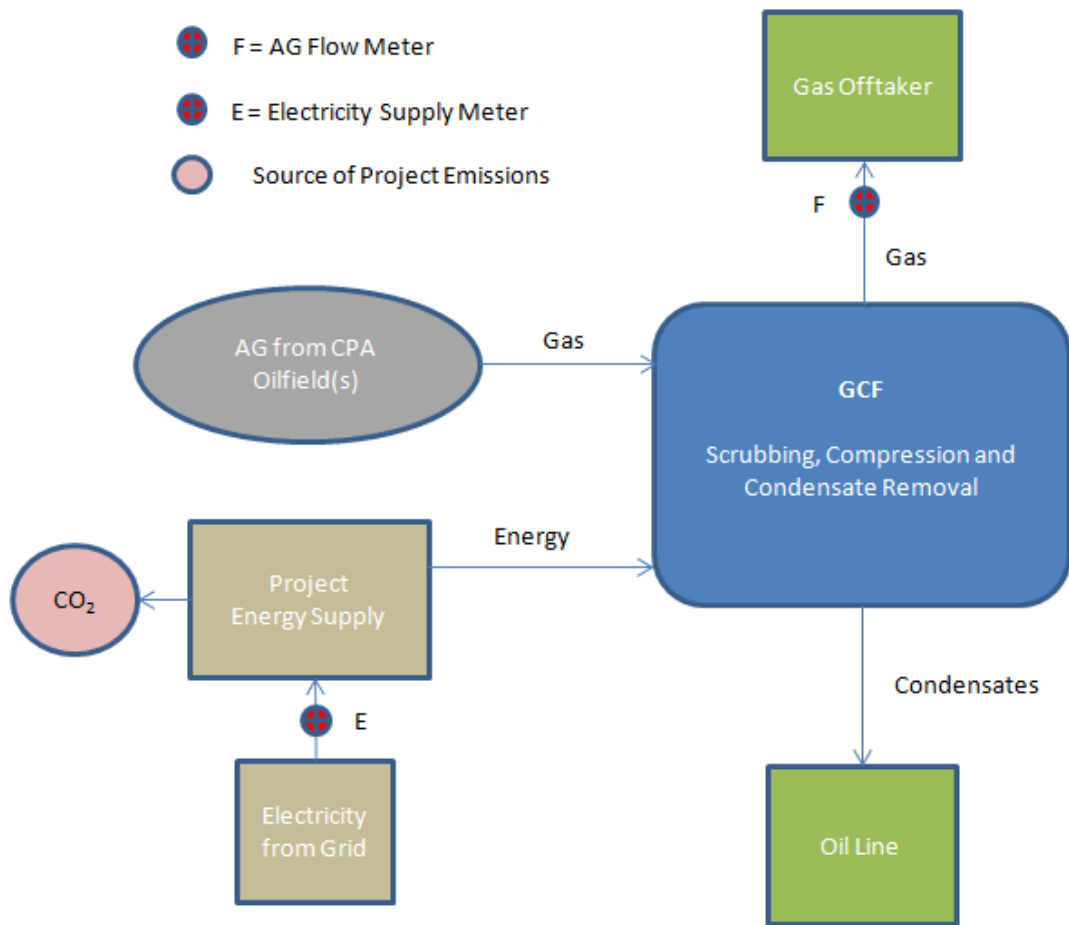 F = AG Flow Meter
E = Electricity Supply Meter
Source of Project Emissions
Gas Offtaker
F
Gas
AG from CPA
Oilfield(s)
Gas
GCF
Scrubbing, Compression and
Condensate Removal
Energy
Project
Energy Supply
CO₂
E
Condensates
Electricity
from Grid
Oil Line